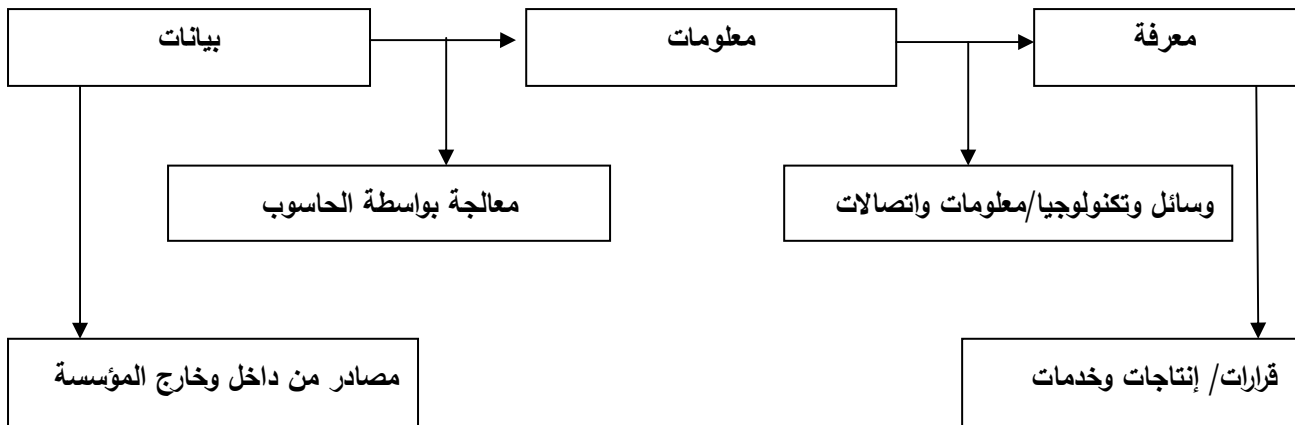 بيانات
معلومات
معرفة
معالجة بواسطة الحاسوب
وسائل وتكنولوجيا/معلومات واتصالات
مصادر من داخل وخارج المؤسسة
قرارات/ إنتاجات وخدمات